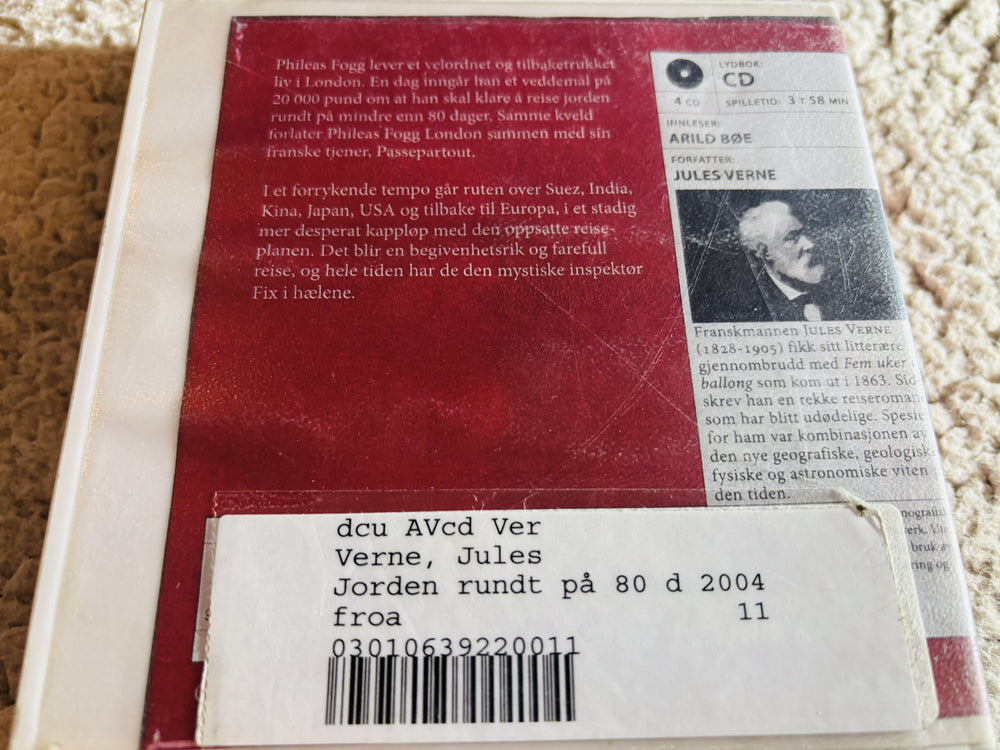 Phileas Fogg lever et velordnet og tilbaketrukket
liv i London. En dag inngår han et veddemål på
20 000 pund om at han skal klare å reise jorden
rundt på mindre enn 80 dager. Samme kveld
forlater Phileas Fogg London sammen med sin
franske tjener, Passepartout.
I et forrykende tempo går ruten over Suez, India,
Kina, Japan, USA og tilbake til Europa, i et stadig
mer desperat kappløp med den oppsatte reise-
planen. Det blir en begivenhetsrik og farefull
reise, og hele tiden har de den mystiske inspektør
Fix i hælene.
LYDBOK:
CD
4 CD
SPILLETID: 3 T 58 MIN
INNLESER:
ARILD BØE
FORFATTER:
JULES VERNE
Franskmannen JULES VERNE
(1828-1905) fikk sitt litterære
gjennombrudd med Fem uker i
ballong som kom ut i 1863. Sid
skrev han en rekke reiseroman
som har blitt udødelige. Spesie
for ham var kombinasjonen av
den nye geografiske, geologisk
fysiske og astronomiske viten
den tiden.
bruk av
ring og
dcu AVcd Ver
Verne, Jules
Jorden rundt på 80 d 2004
froa 11
03010639220011